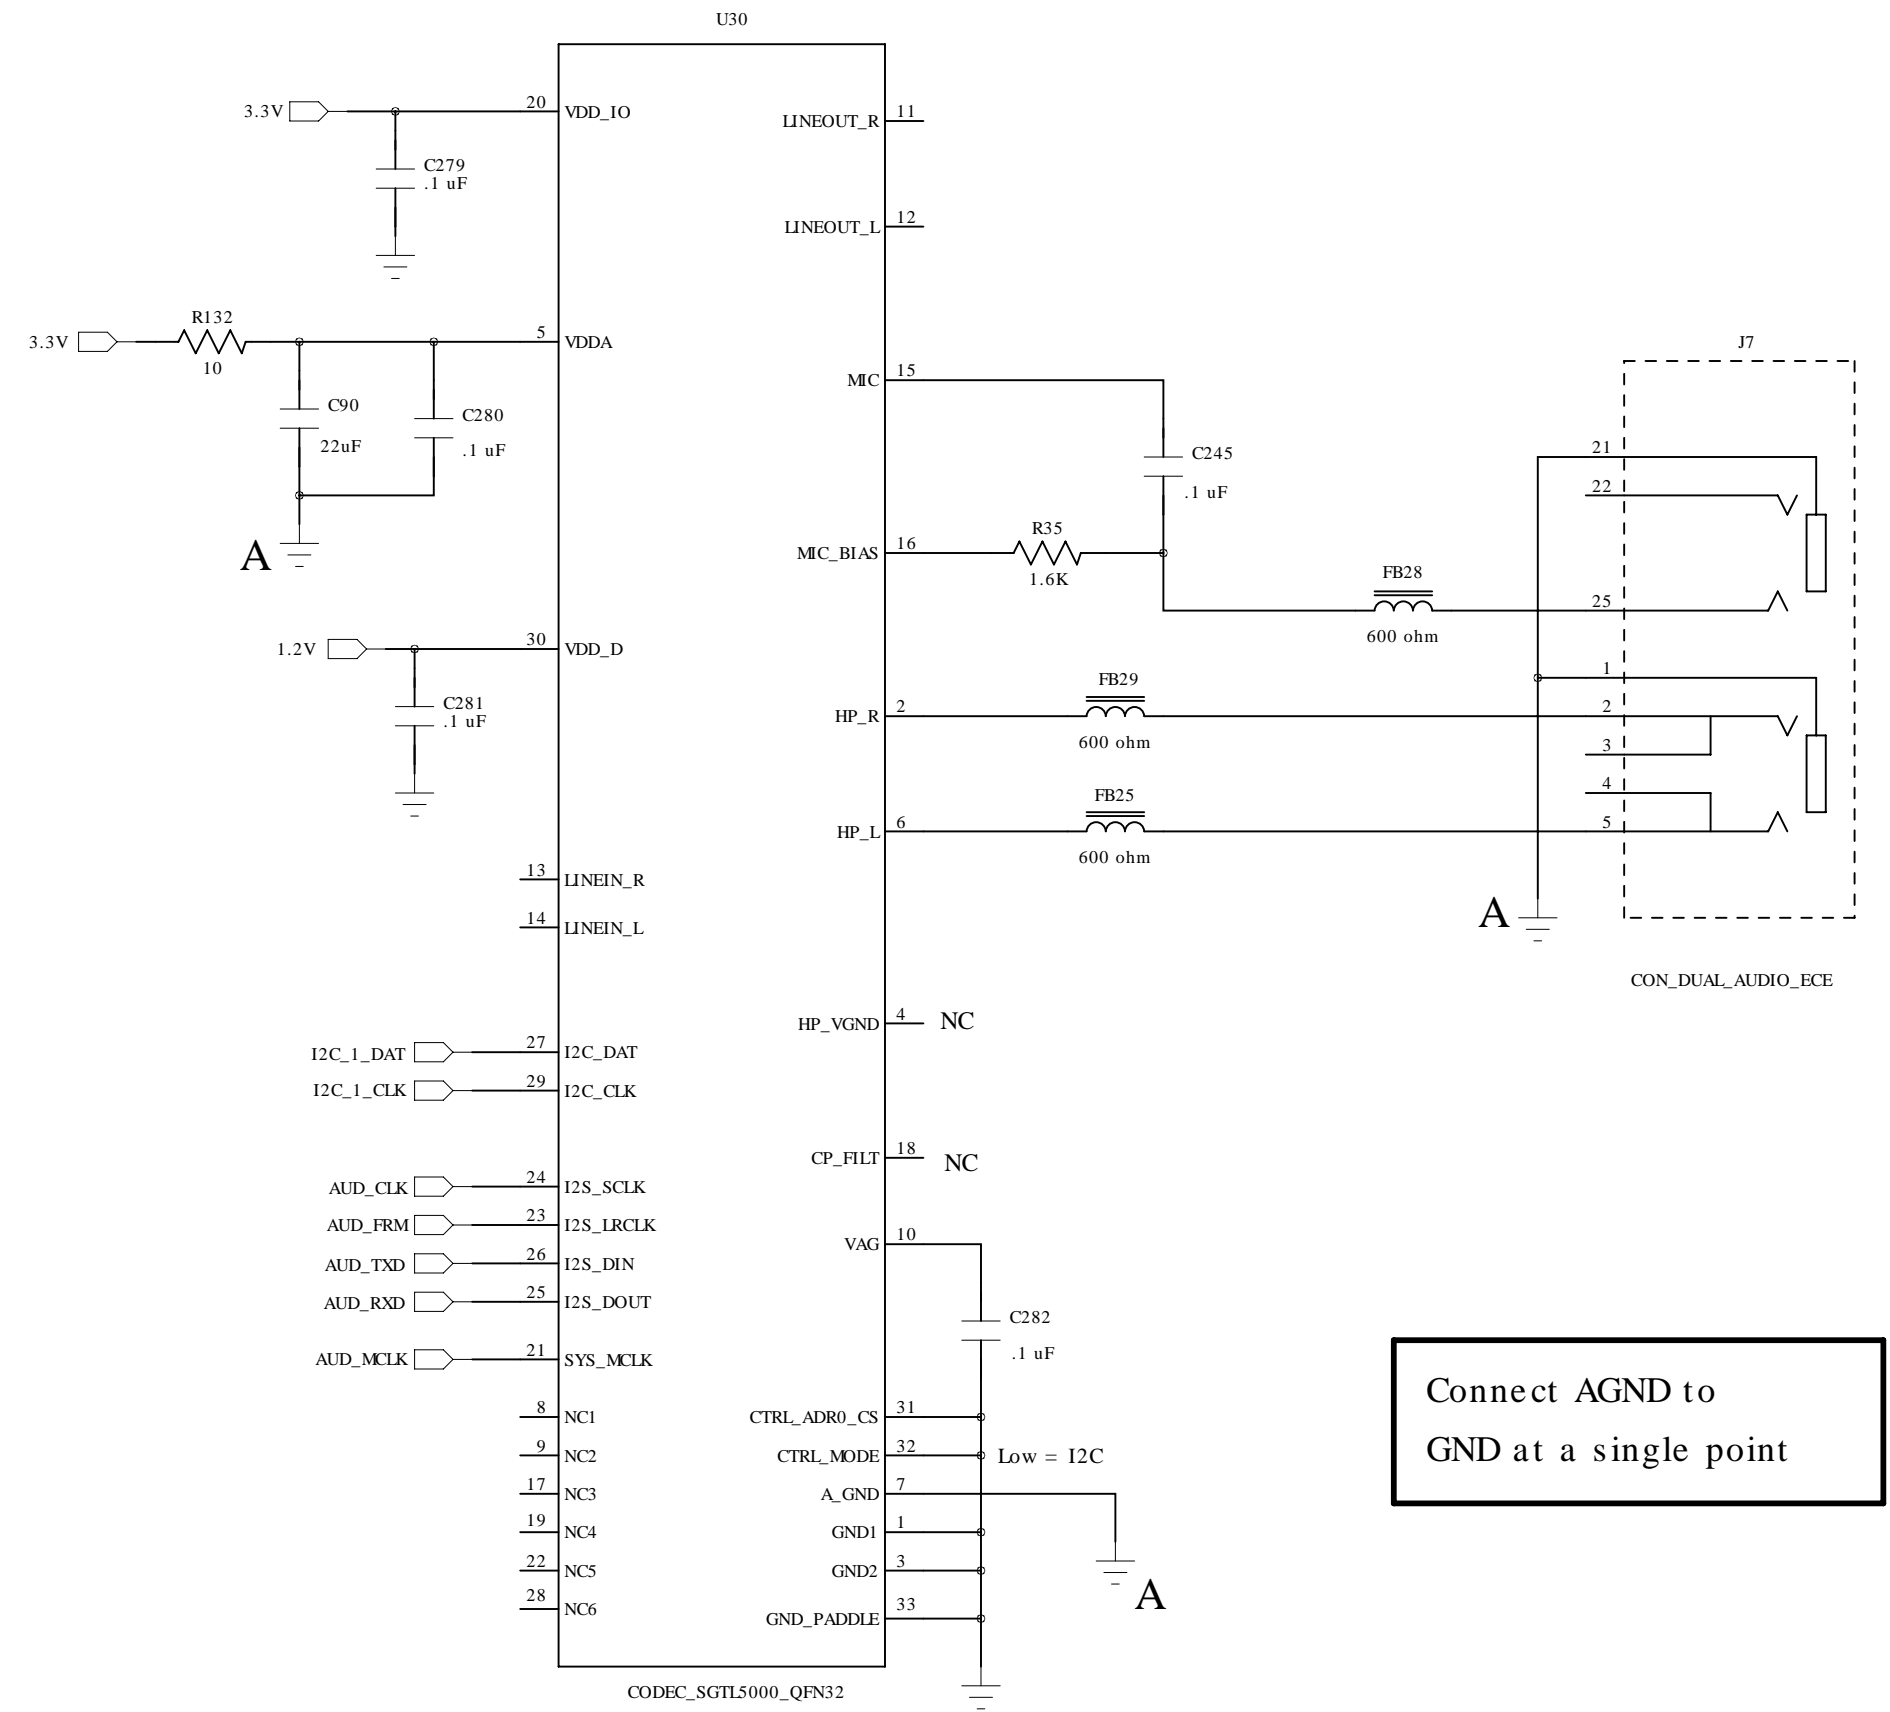 U30
3.3V
20
VDD_IO
C279
.1 uF
LINEOUT_R
11
LINEOUT_L
12
3.3V
R132
10
5
VDDA
C90
22uF
C280
.1 uF
A
MIC
15
C245
.1 uF
MIC_BIAS
16
R35
1.6K
FB28
600 ohm
J7
21
22
25
1
2
3
4
5
A
CON_DUAL_AUDIO_ECE
1.2V
30
VDD_D
C281
.1 uF
HP_R
2
FB29
600 ohm
HP_L
6
FB25
600 ohm
13
LINEIN_R
14
LINEIN_L
HP_VGND
4
NC
I2C_1_DAT
27
I2C_DAT
I2C_1_CLK
29
I2C_CLK
CP_FILT
18
NC
AUD_CLK
24
I2S_SCLK
AUD_FRM
23
I2S_LRCLK
AUD_TXD
26
I2S_DIN
AUD_RXD
25
I2S_DOUT
AUD_MCLK
21
SYS_MCLK
VAG
10
C282
.1 uF
8
NC1
9
NC2
17
NC3
19
NC4
22
NC5
28
NC6
CTRL_ADR0_CS
31
CTRL_MODE
32
Low = I2C
A_GND
7
GND1
1
GND2
3
GND_PADDLE
33
A
CODEC_SGTL5000_QFN32
Connect AGND to
GND at a single point